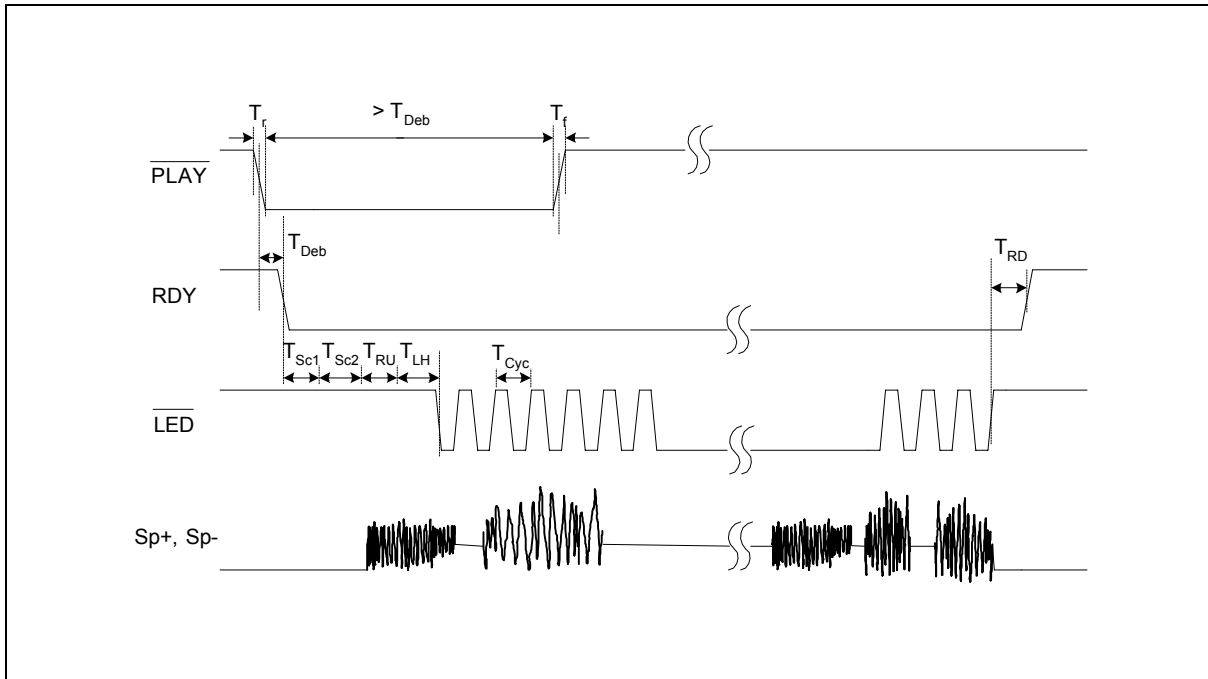 Tr > TDeb Tf
PLAY
TDeb
TRD
RDY
TSc1 TSc2 TRU TLH TCyc
LED
Sp+, Sp-